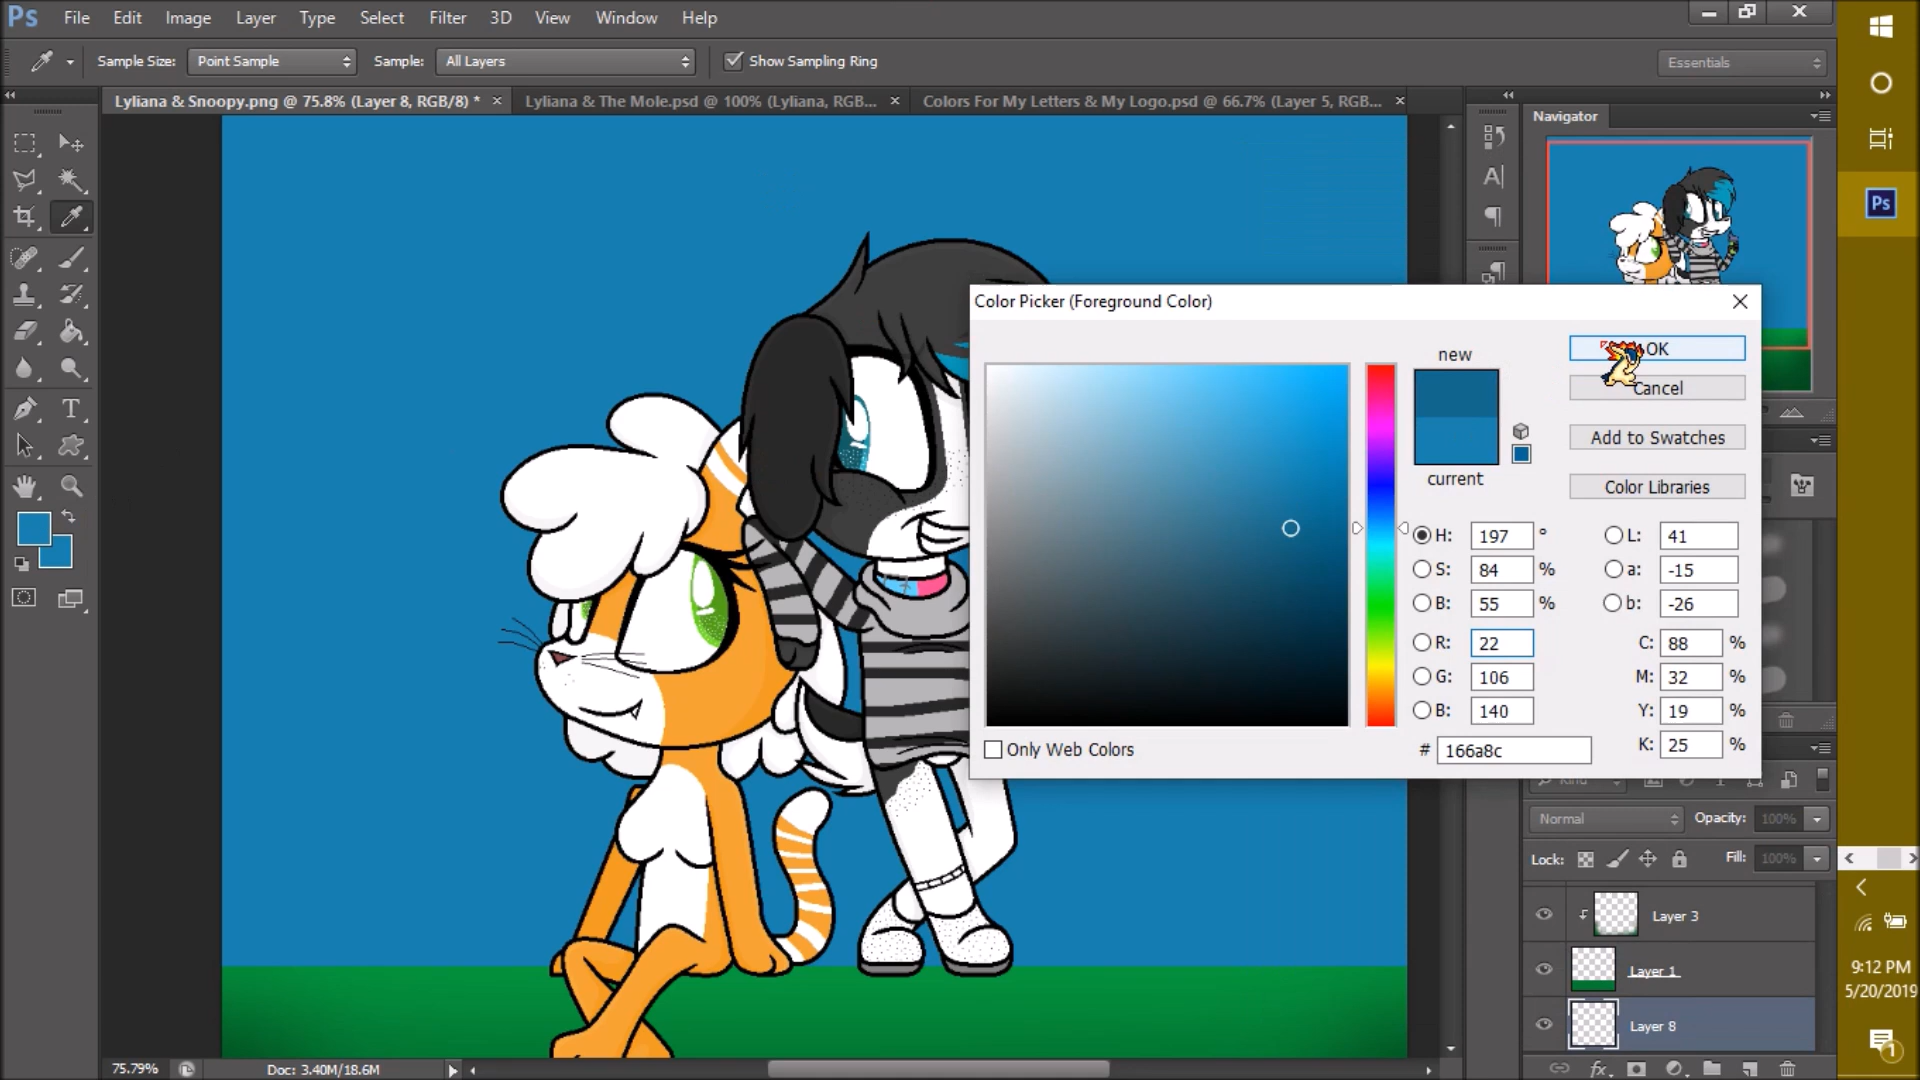 Ps File Edit Image Layer Type Select Filter 3D View Window Help
Sample Size: Point Sample Sample: All Layers Show Sampling Ring Essentials
Lyliana & Snoopy.png @ 75.8% (Layer 8, RGB/8) * × Lyliana & The Mole.psd @ 100% (Lyliana, RGB... × Colors For My Letters & My Logo.psd @ 66.7% (Layer 5, RGB... ×
Navigator
Ps
Color Picker (Foreground Color)
new
OK
Cancel
Add to Swatches
current
Color Libraries
H: 197 ° L: 41
S: 84 % a: -15
B: 55 % b: -26
R: 22 C: 88 %
G: 106 M: 32 %
B: 140 Y: 19 %
# 166a8c K: 25 %
Only Web Colors
Kind
Normal Opacity: 100%
Lock: Fill: 100%
Layer 3
Layer 1
Layer 8
75.79% Doc: 3.40M/18.6M
9:12 PM
5/20/2019
1